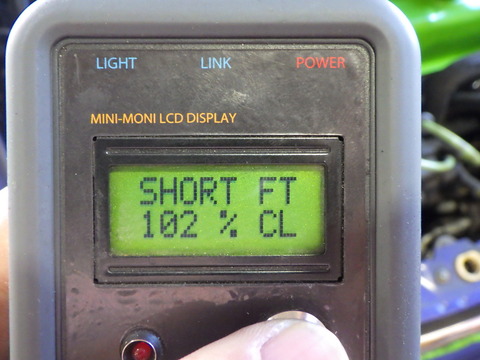 LIGHT LINK POWER
MINI-MONI LCD DISPLAY
SHORT FT
102 % CL